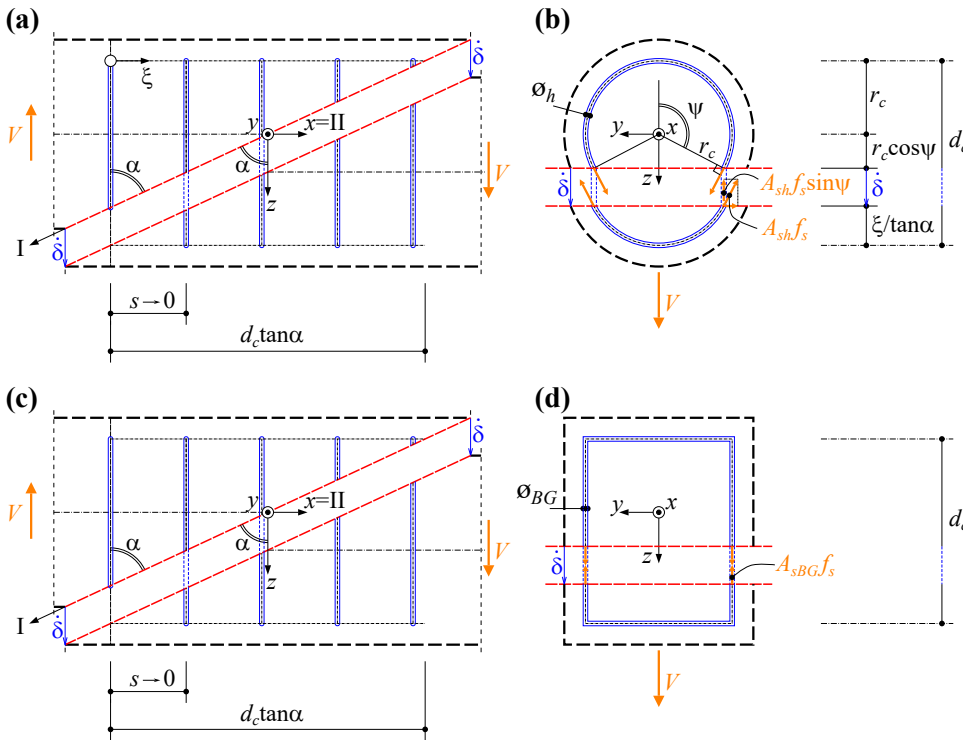 (a)
δ̇
ξ
V
y
x=II
α
α
z
V
I
δ̇
s→0
d_c tanα
(b)
ø_h
ψ
y
x
r_c
z
δ̇
A_sh f_s sinψ
A_sh f_s
V
r_c
r_c cosψ
δ̇
ξ/tanα
(c)
δ̇
V
y
x=II
α
α
z
V
I
δ̇
s→0
d_c tanα
(d)
ø_BG
y
x
z
δ̇
A_sBG f_s
V